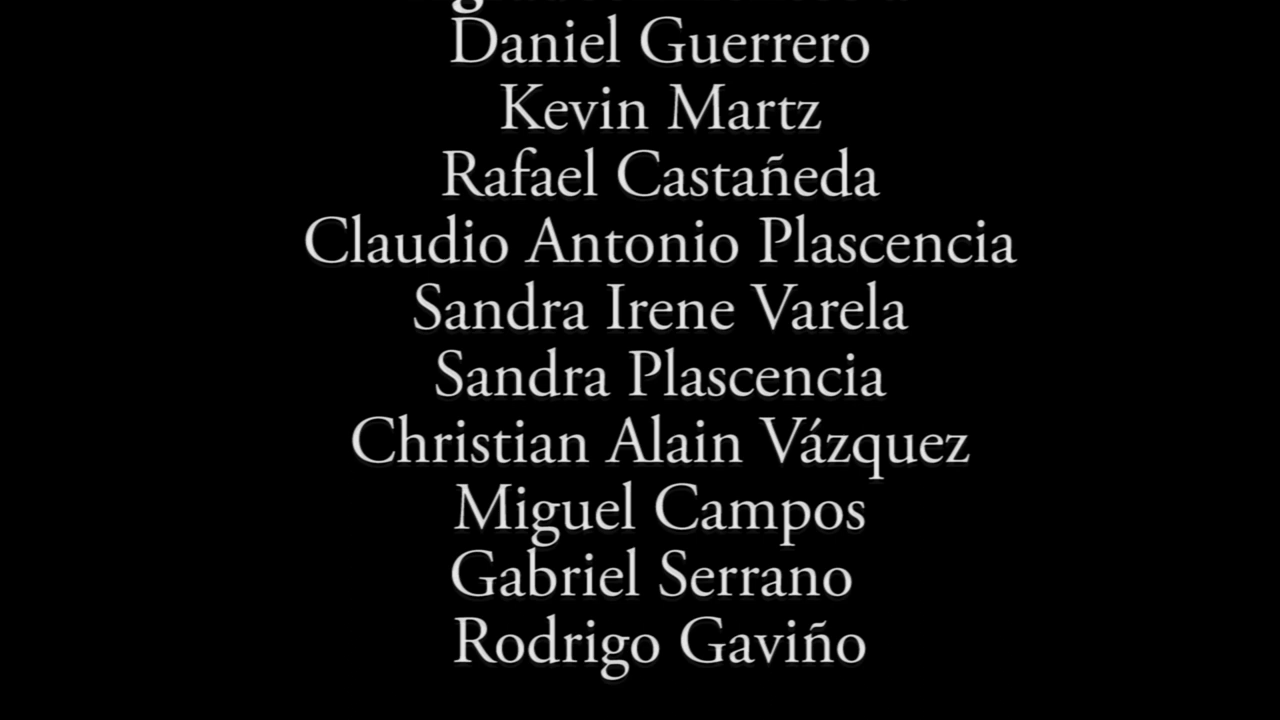 Daniel Guerrero
Kevin Martz
Rafael Castañeda
Claudio Antonio Plascencia
Sandra Irene Varela
Sandra Plascencia
Christian Alain Vázquez
Miguel Campos
Gabriel Serrano
Rodrigo Gaviño